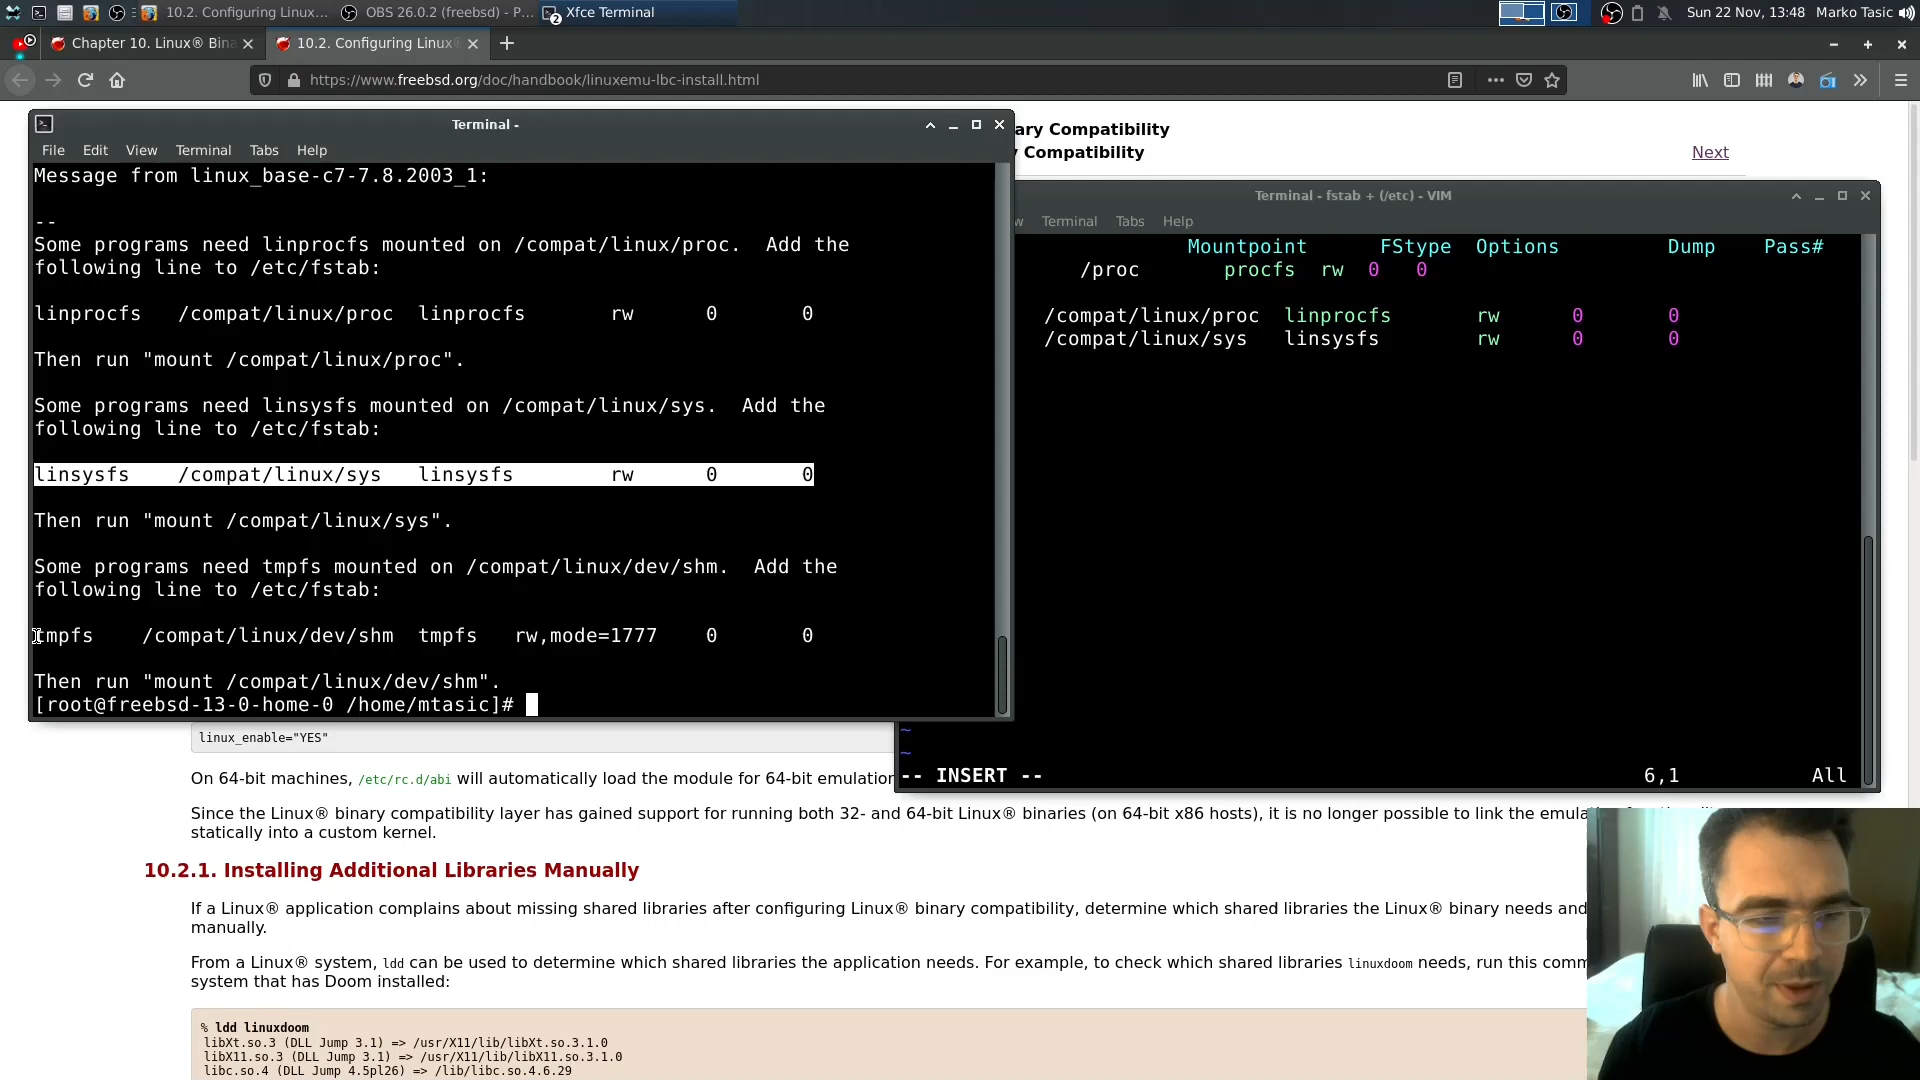 10.2. Configuring Linux...
OBS 26.0.2 (freebsd) - P...
2
Xfce Terminal
Sun 22 Nov, 13:48
Marko Tasic
Chapter 10. Linux® Bina
10.2. Configuring Linux®
https://www.freebsd.org/doc/handbook/linuxemu-lbc-install.html
ary Compatibility
Compatibility
Next
Terminal -
File Edit View Terminal Tabs Help
Message from linux_base-c7-7.8.2003_1:
--
Some programs need linprocfs mounted on /compat/linux/proc. Add the
following line to /etc/fstab:
linprocfs /compat/linux/proc linprocfs rw 0 0
Then run "mount /compat/linux/proc".
Some programs need linsysfs mounted on /compat/linux/sys. Add the
following line to /etc/fstab:
linsysfs /compat/linux/sys linsysfs rw 0 0
Then run "mount /compat/linux/sys".
Some programs need tmpfs mounted on /compat/linux/dev/shm. Add the
following line to /etc/fstab:
tmpfs /compat/linux/dev/shm tmpfs rw,mode=1777 0 0
Then run "mount /compat/linux/dev/shm".
[root@freebsd-13-0-home-0 /home/mtasic]#
Terminal - fstab + (/etc) - VIM
w Terminal Tabs Help
Mountpoint FStype Options Dump Pass#
/proc procfs rw 0 0
/compat/linux/proc linprocfs rw 0 0
/compat/linux/sys linsysfs rw 0 0
~
~
-- INSERT -- 6,1 All
linux_enable="YES"
On 64-bit machines, /etc/rc.d/abi will automatically load the module for 64-bit emulation
Since the Linux® binary compatibility layer has gained support for running both 32- and 64-bit Linux® binaries (on 64-bit x86 hosts), it is no longer possible to link the emulation functionality
statically into a custom kernel.
10.2.1. Installing Additional Libraries Manually
If a Linux® application complains about missing shared libraries after configuring Linux® binary compatibility, determine which shared libraries the Linux® binary needs and
manually.
From a Linux® system, ldd can be used to determine which shared libraries the application needs. For example, to check which shared libraries linuxdoom needs, run this comm
system that has Doom installed:
% ldd linuxdoom
libXt.so.3 (DLL Jump 3.1) => /usr/X11/lib/libXt.so.3.1.0
libX11.so.3 (DLL Jump 3.1) => /usr/X11/lib/libX11.so.3.1.0
libc.so.4 (DLL Jump 4.5pl26) => /lib/libc.so.4.6.29